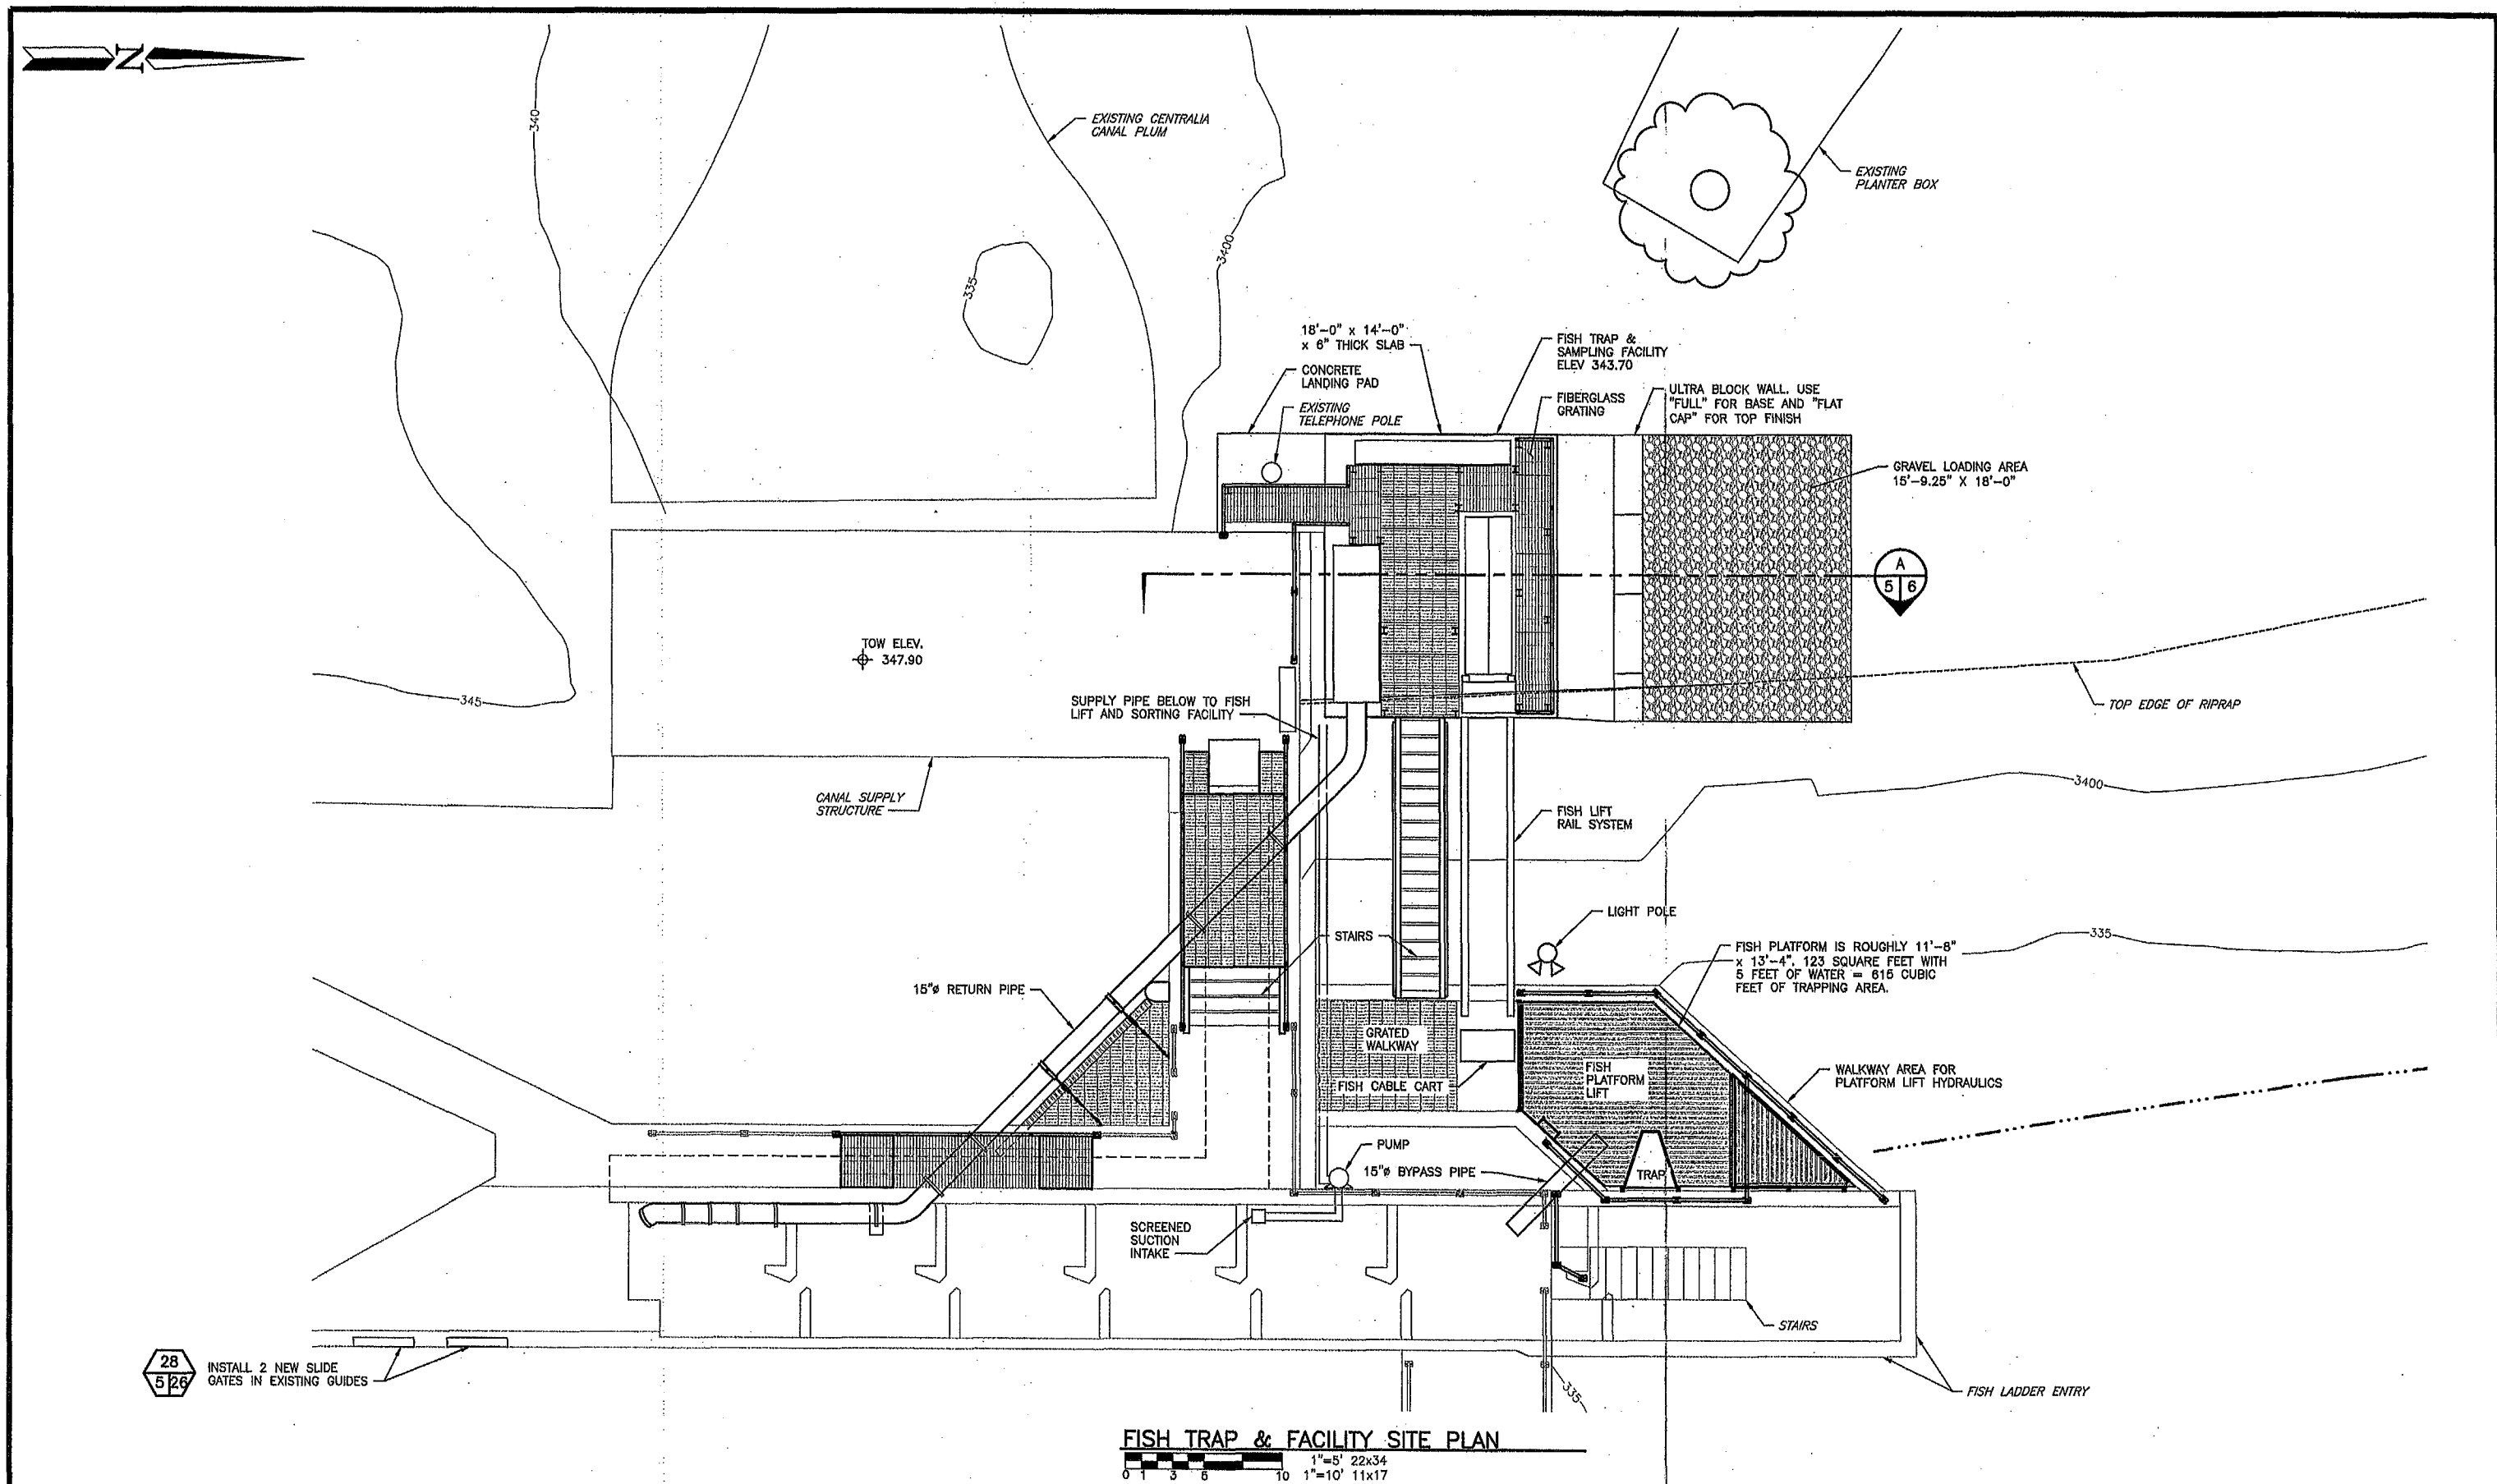 N
340
EXISTING CENTRALIA
CANAL PLUM
EXISTING
PLANTER BOX
3400
335
18'-0" x 14'-0"
x 6" THICK SLAB
FISH TRAP &
SAMPLING FACILITY
ELEV 343.70
CONCRETE
LANDING PAD
EXISTING
TELEPHONE POLE
FIBERGLASS
GRATING
ULTRA BLOCK WALL. USE
"FULL" FOR BASE AND "FLAT
CAP" FOR TOP FINISH
GRAVEL LOADING AREA
15'-9.25" X 18'-0"
A
5 6
TOW ELEV.
347.90
345
SUPPLY PIPE BELOW TO FISH
LIFT AND SORTING FACILITY
TOP EDGE OF RIPRAP
CANAL SUPPLY
STRUCTURE
3400
FISH LIFT
RAIL SYSTEM
LIGHT POLE
STAIRS
335
FISH PLATFORM IS ROUGHLY 11'-8"
x 13'-4". 123 SQUARE FEET WITH
5 FEET OF WATER = 615 CUBIC
FEET OF TRAPPING AREA.
15"ø RETURN PIPE
GRATED
WALKWAY
FISH CABLE CART
FISH
PLATFORM
LIFT
WALKWAY AREA FOR
PLATFORM LIFT HYDRAULICS
PUMP
15"ø BYPASS PIPE
TRAP
SCREENED
SUCTION
INTAKE
STAIRS
28
5 26
INSTALL 2 NEW SLIDE
GATES IN EXISTING GUIDES
335
FISH LADDER ENTRY
FISH TRAP & FACILITY SITE PLAN
1"=5' 22x34
0 1 3 5 10 1"=10' 11x17